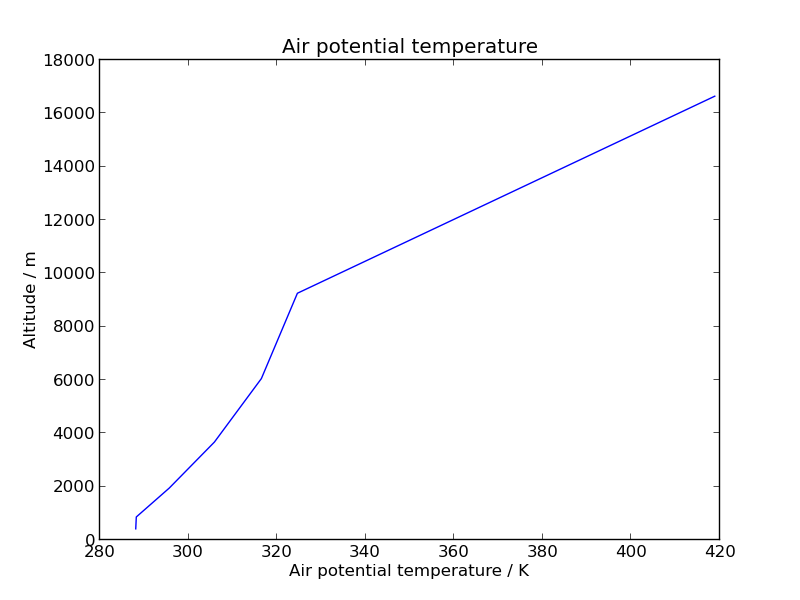 Air potential temperature
18000
16000
14000
12000
10000
8000
6000
4000
2000
0
Altitude / m
280 300 320 340 360 380 400 420
Air potential temperature / K